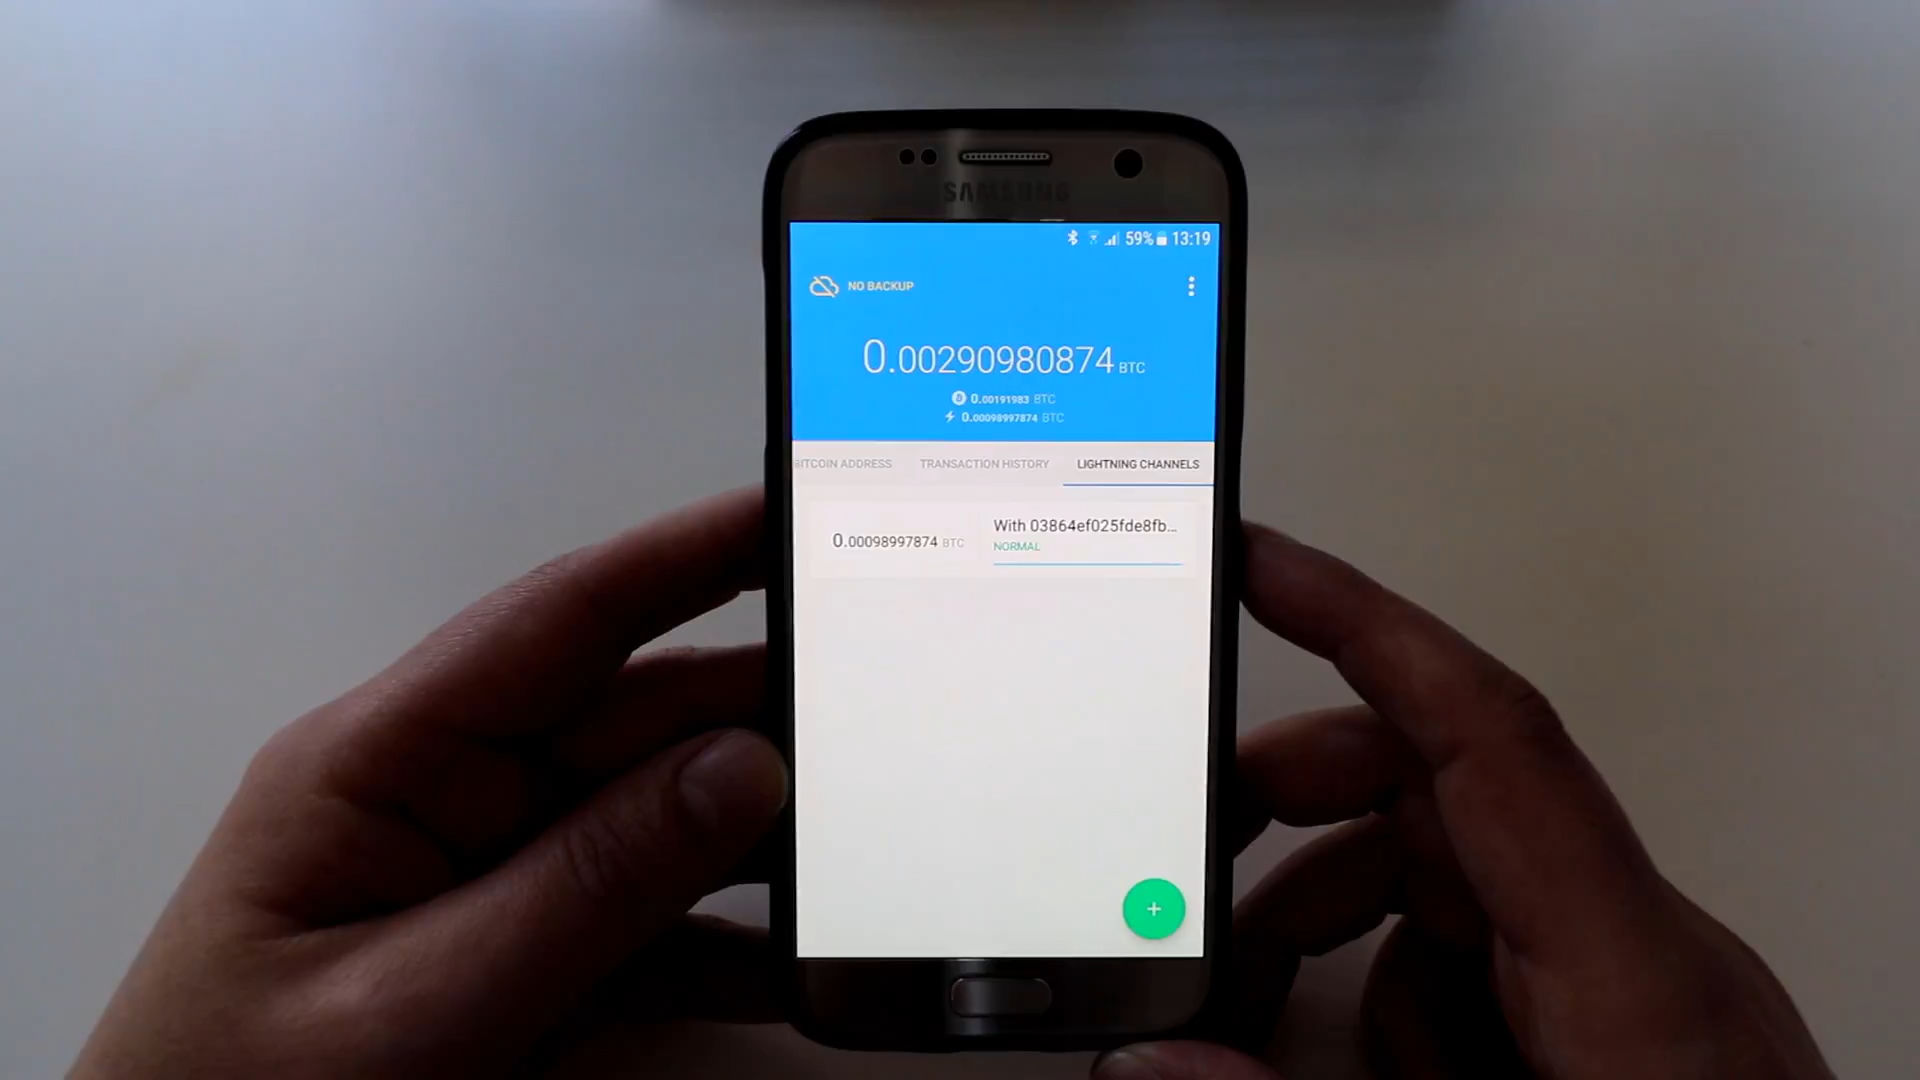 SAMSUNG
59% 13:19
NO BACKUP
0.00290980874 BTC
0.00191983 BTC
0.00098997874 BTC
BITCOIN ADDRESS TRANSACTION HISTORY LIGHTNING CHANNELS
0.00098997874 BTC
With 03864ef025fde8fb...
NORMAL